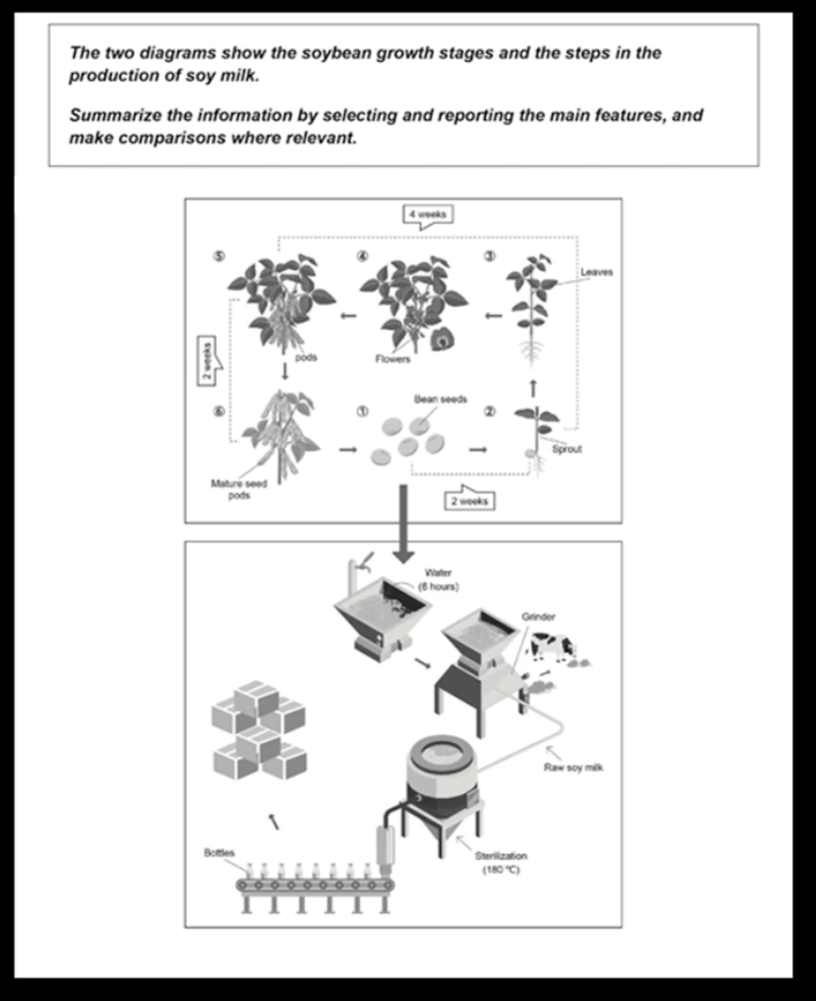 The two diagrams show the soybean growth stages and the steps in the
production of soy milk.
Summarize the information by selecting and reporting the main features, and
make comparisons where relevant.
4 weeks
⑤
④
③
Leaves
pods
Flowers
2 weeks
⑥
①
Bean seeds
②
Sprout
Mature seed
pods
2 weeks
Water
(6 hours)
Grinder
Raw soy milk
Bottles
Sterilization
(180 °C)